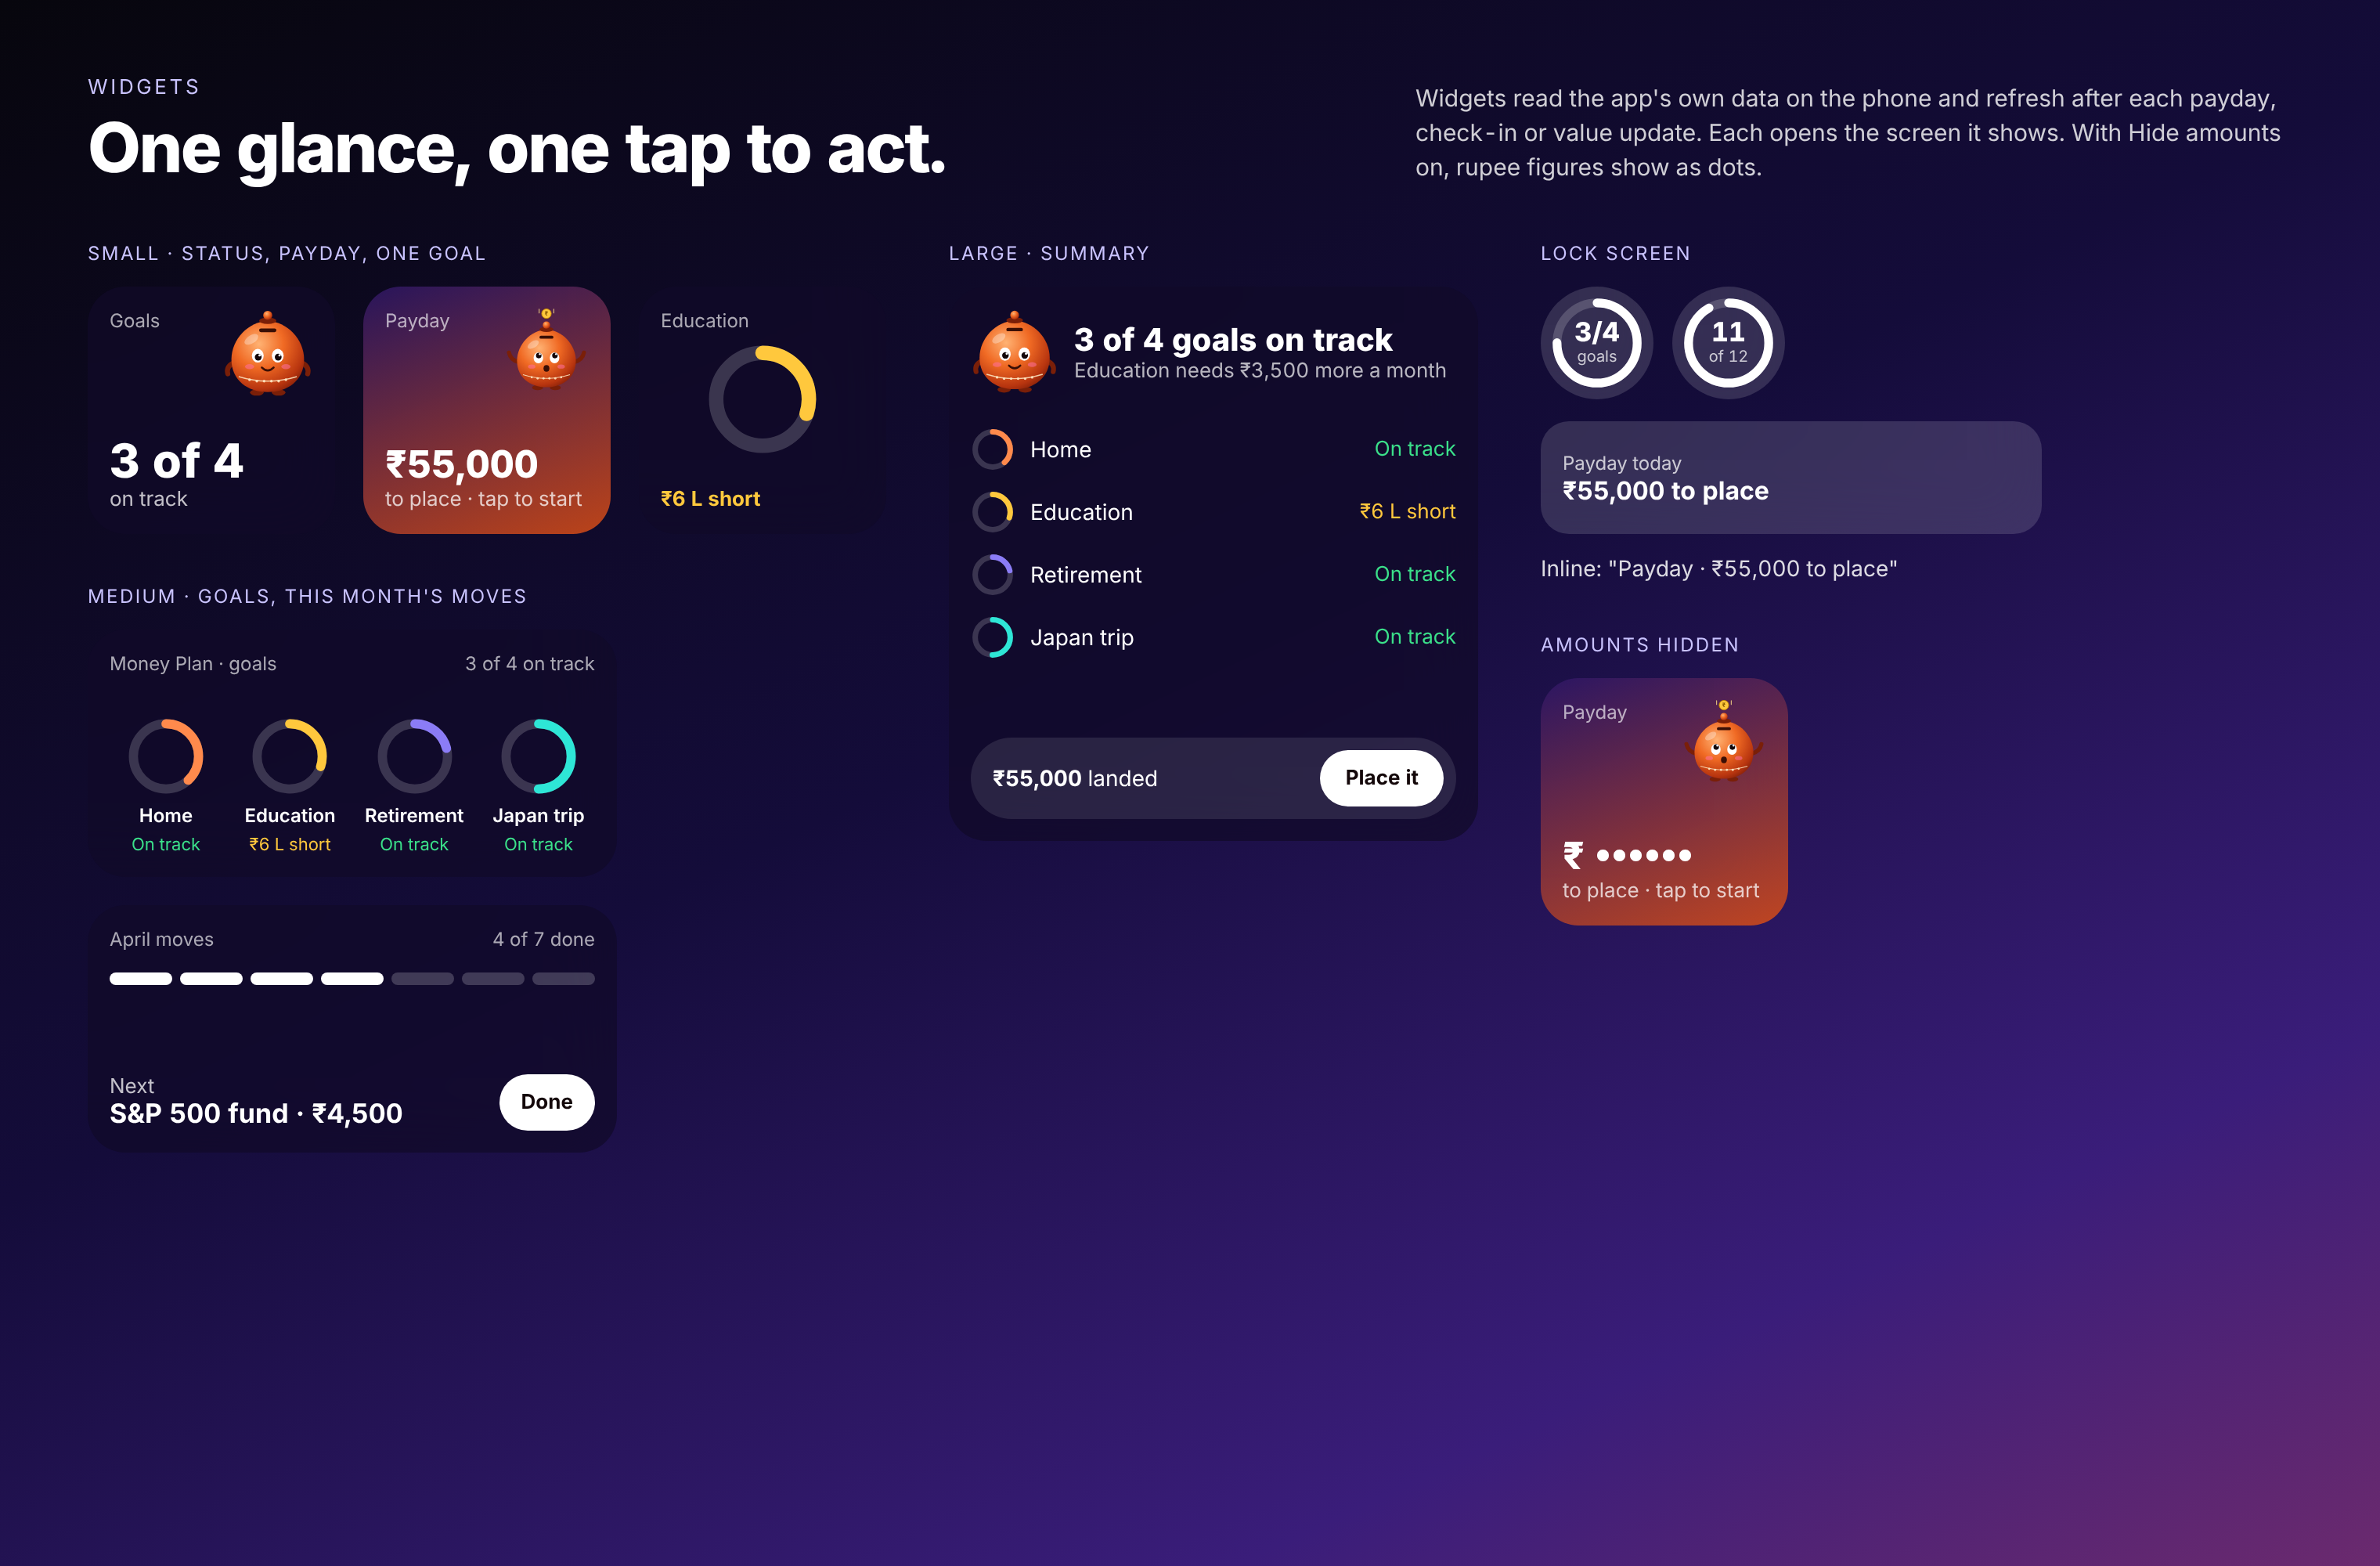 WIDGETS
One glance, one tap to act.
Widgets read the app's own data on the phone and refresh after each payday,
check-in or value update. Each opens the screen it shows. With Hide amounts
on, rupee figures show as dots.
SMALL · STATUS, PAYDAY, ONE GOAL
Goals
3 of 4
on track
Payday
₹55,000
to place · tap to start
Education
₹6 L short
MEDIUM · GOALS, THIS MONTH'S MOVES
Money Plan · goals
3 of 4 on track
Home
On track
Education
₹6 L short
Retirement
On track
Japan trip
On track
April moves
4 of 7 done
Next
S&P 500 fund · ₹4,500
Done
LARGE · SUMMARY
3 of 4 goals on track
Education needs ₹3,500 more a month
Home
On track
Education
₹6 L short
Retirement
On track
Japan trip
On track
₹55,000 landed
Place it
LOCK SCREEN
3/4
goals
11
of 12
Payday today
₹55,000 to place
Inline: "Payday · ₹55,000 to place"
AMOUNTS HIDDEN
Payday
₹ ••••••
to place · tap to start